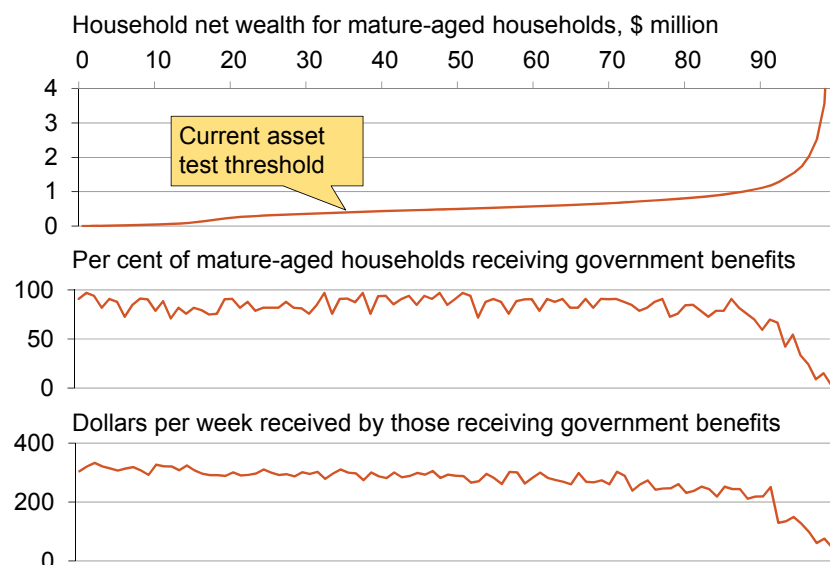 Household net wealth for mature-aged households, $ million
0 10 20 30 40 50 60 70 80 90
4
3
2
1
0
Current asset
test threshold
Per cent of mature-aged households receiving government benefits
100
50
0
Dollars per week received by those receiving government benefits
400
200
0